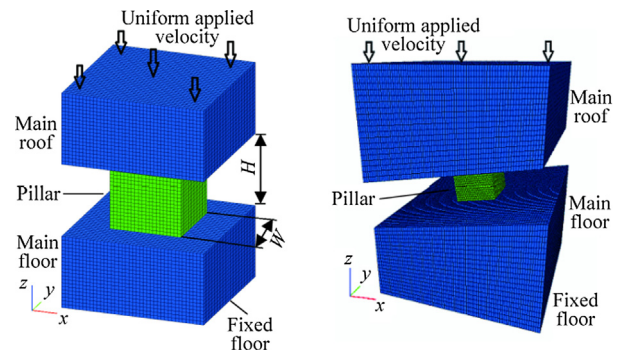 Uniform applied
velocity
Main
roof
H
Pillar
W
Main
floor
z
y
x
Fixed
floor
Uniform applied
velocity
Main
roof
Pillar
Main
floor
z
y
x
Fixed
floor